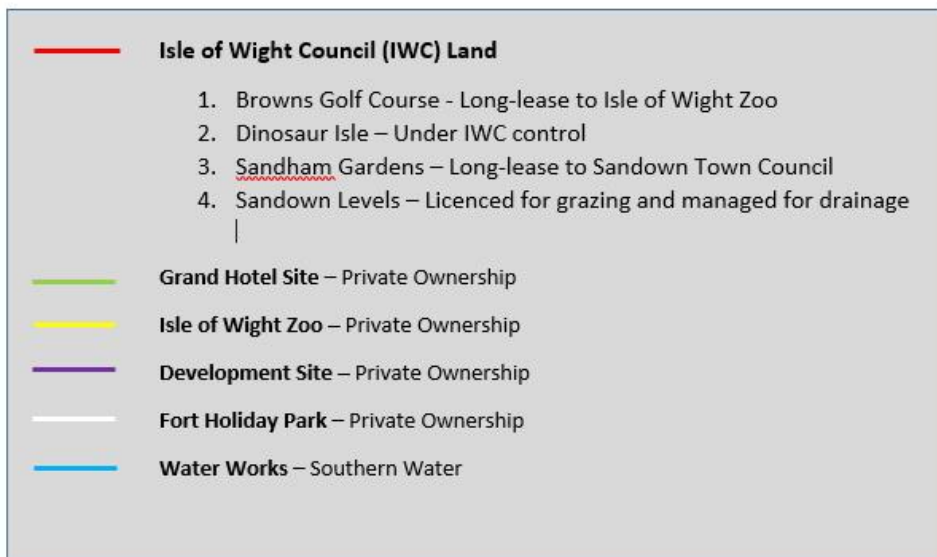 Isle of Wight Council (IWC) Land
1. Browns Golf Course - Long-lease to Isle of Wight Zoo
2. Dinosaur Isle – Under IWC control
3. Sandham Gardens – Long-lease to Sandown Town Council
4. Sandown Levels – Licenced for grazing and managed for drainage
Grand Hotel Site – Private Ownership
Isle of Wight Zoo – Private Ownership
Development Site – Private Ownership
Fort Holiday Park – Private Ownership
Water Works – Southern Water